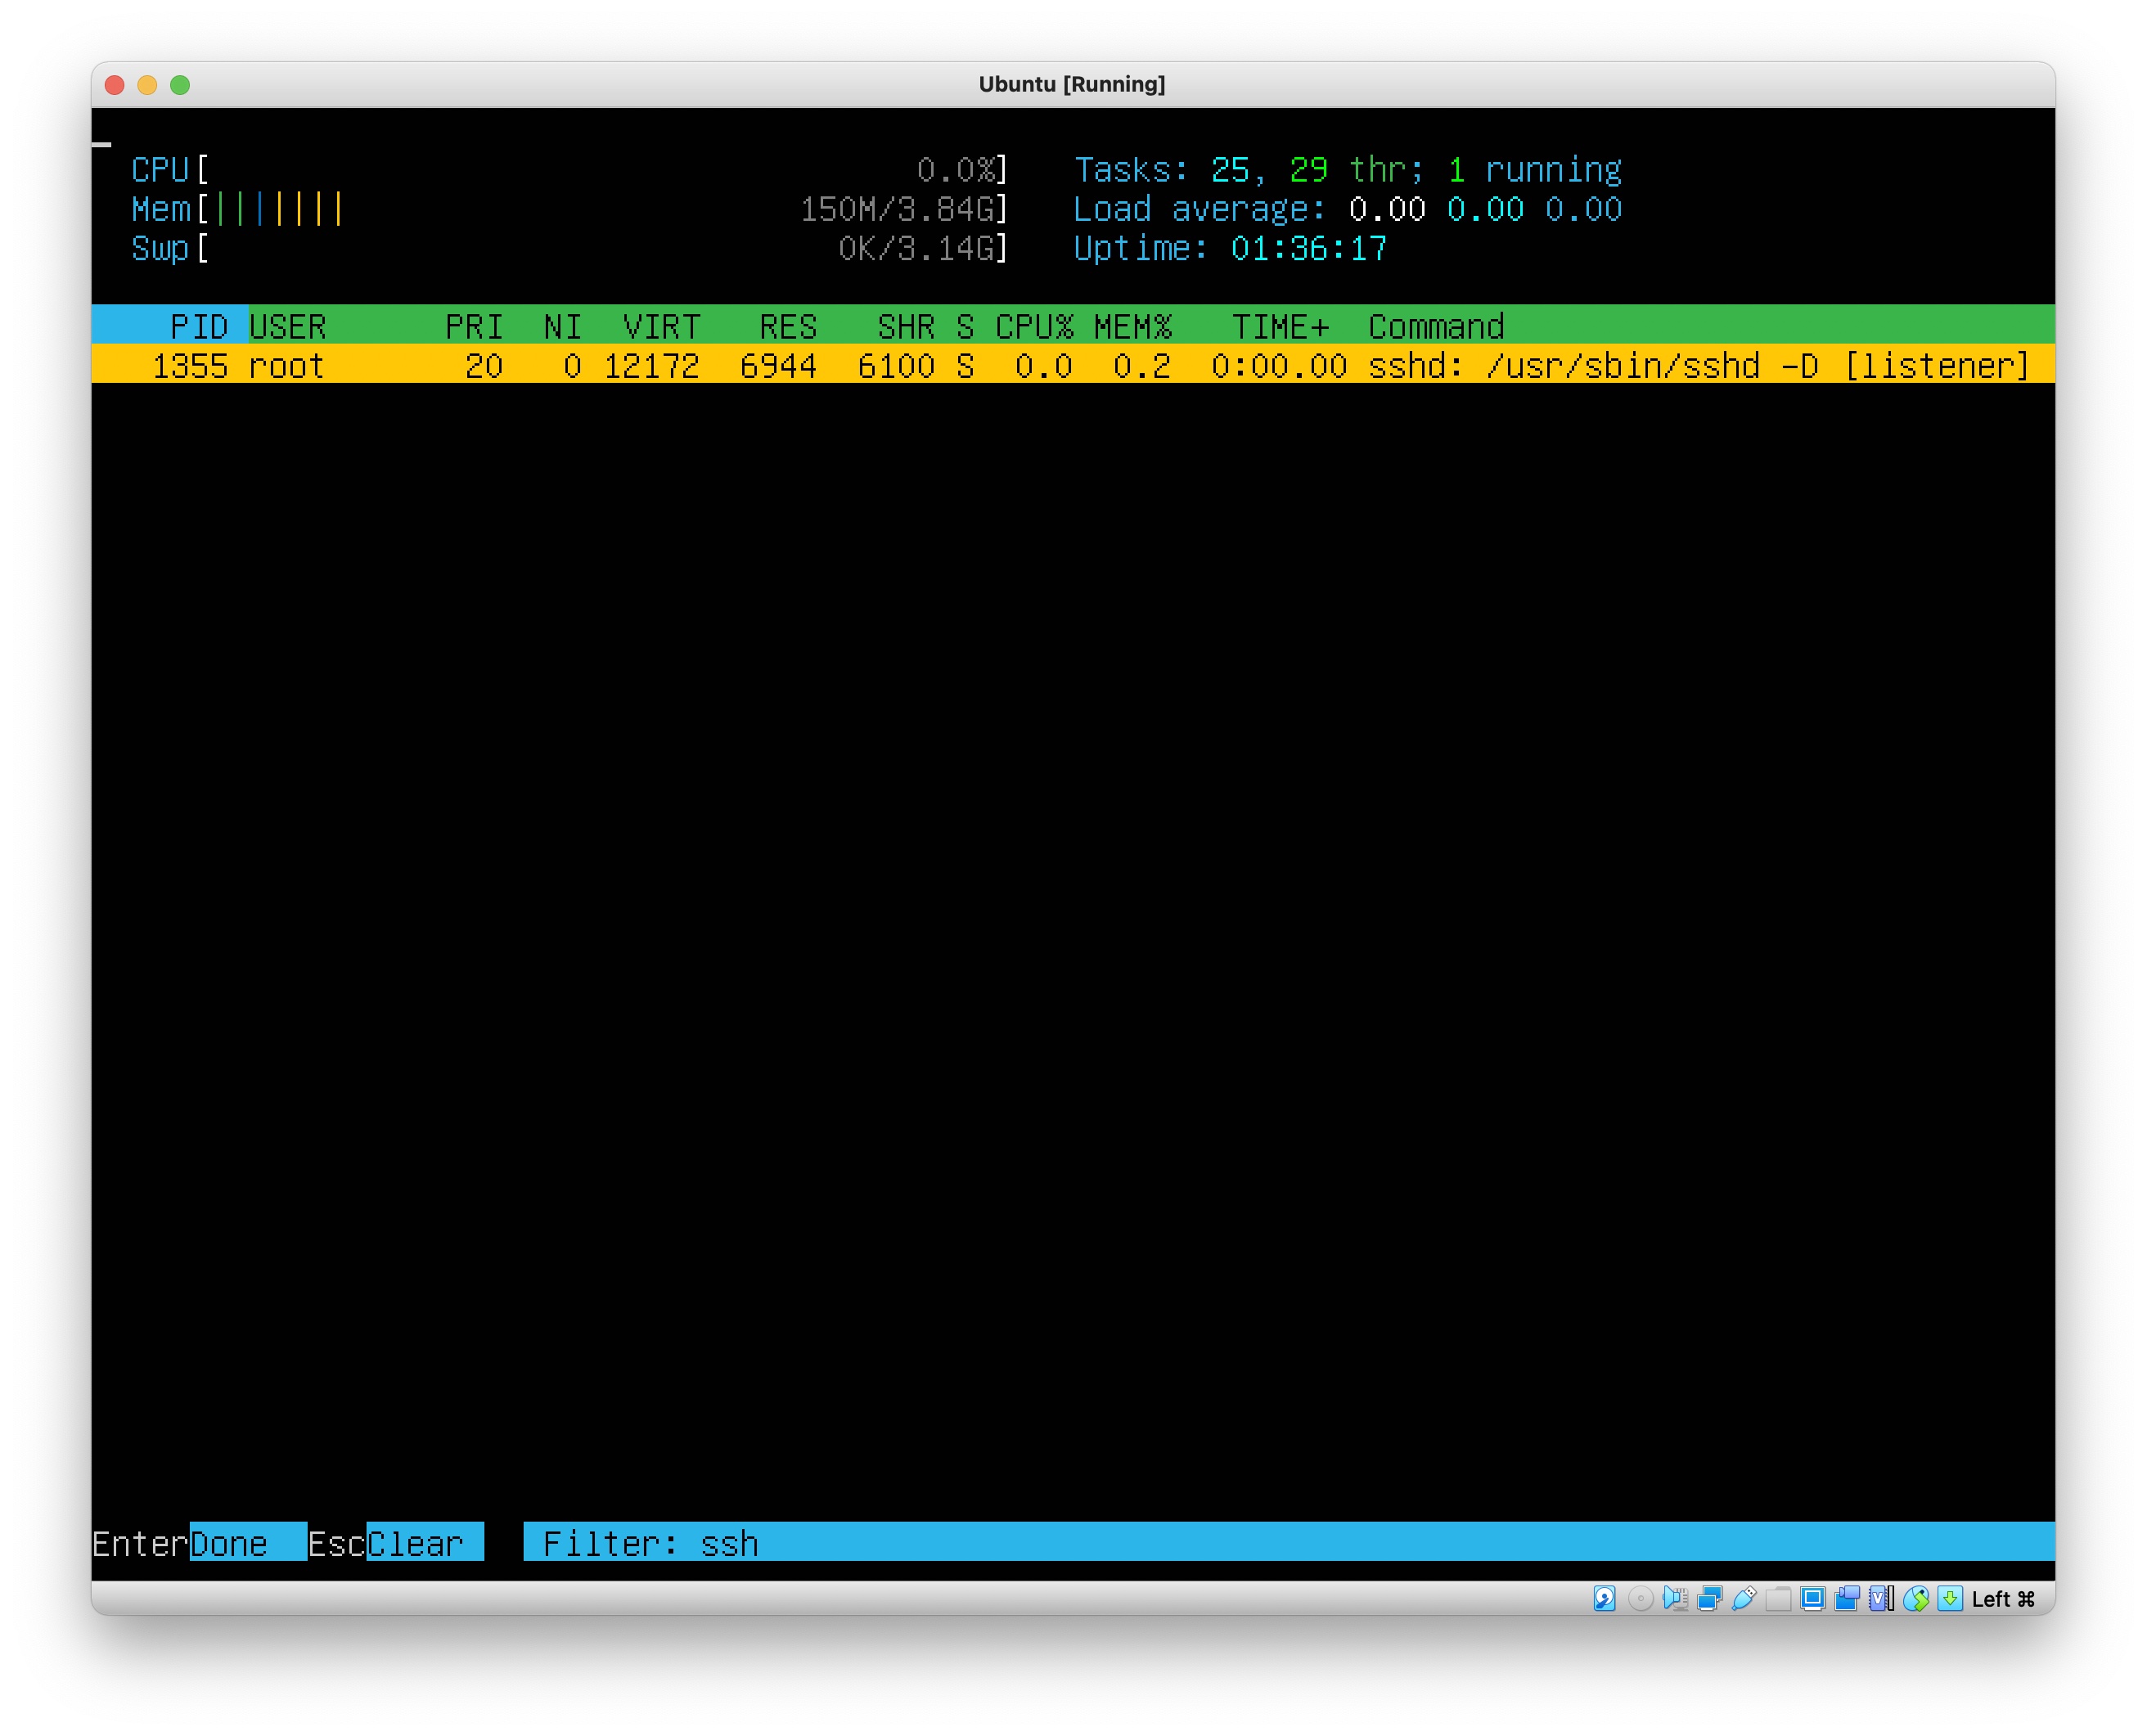 Ubuntu [Running]
CPU[ 0.0%] Tasks: 25, 29 thr; 1 running
Mem[||||||| 150M/3.84G] Load average: 0.00 0.00 0.00
Swp[ 0K/3.14G] Uptime: 01:36:17
PID USER PRI NI VIRT RES SHR S CPU% MEM% TIME+ Command
1355 root 20 0 12172 6944 6100 S 0.0 0.2 0:00.00 sshd: /usr/sbin/sshd -D [listener]
EnterDone EscClear Filter: ssh
Left ⌘